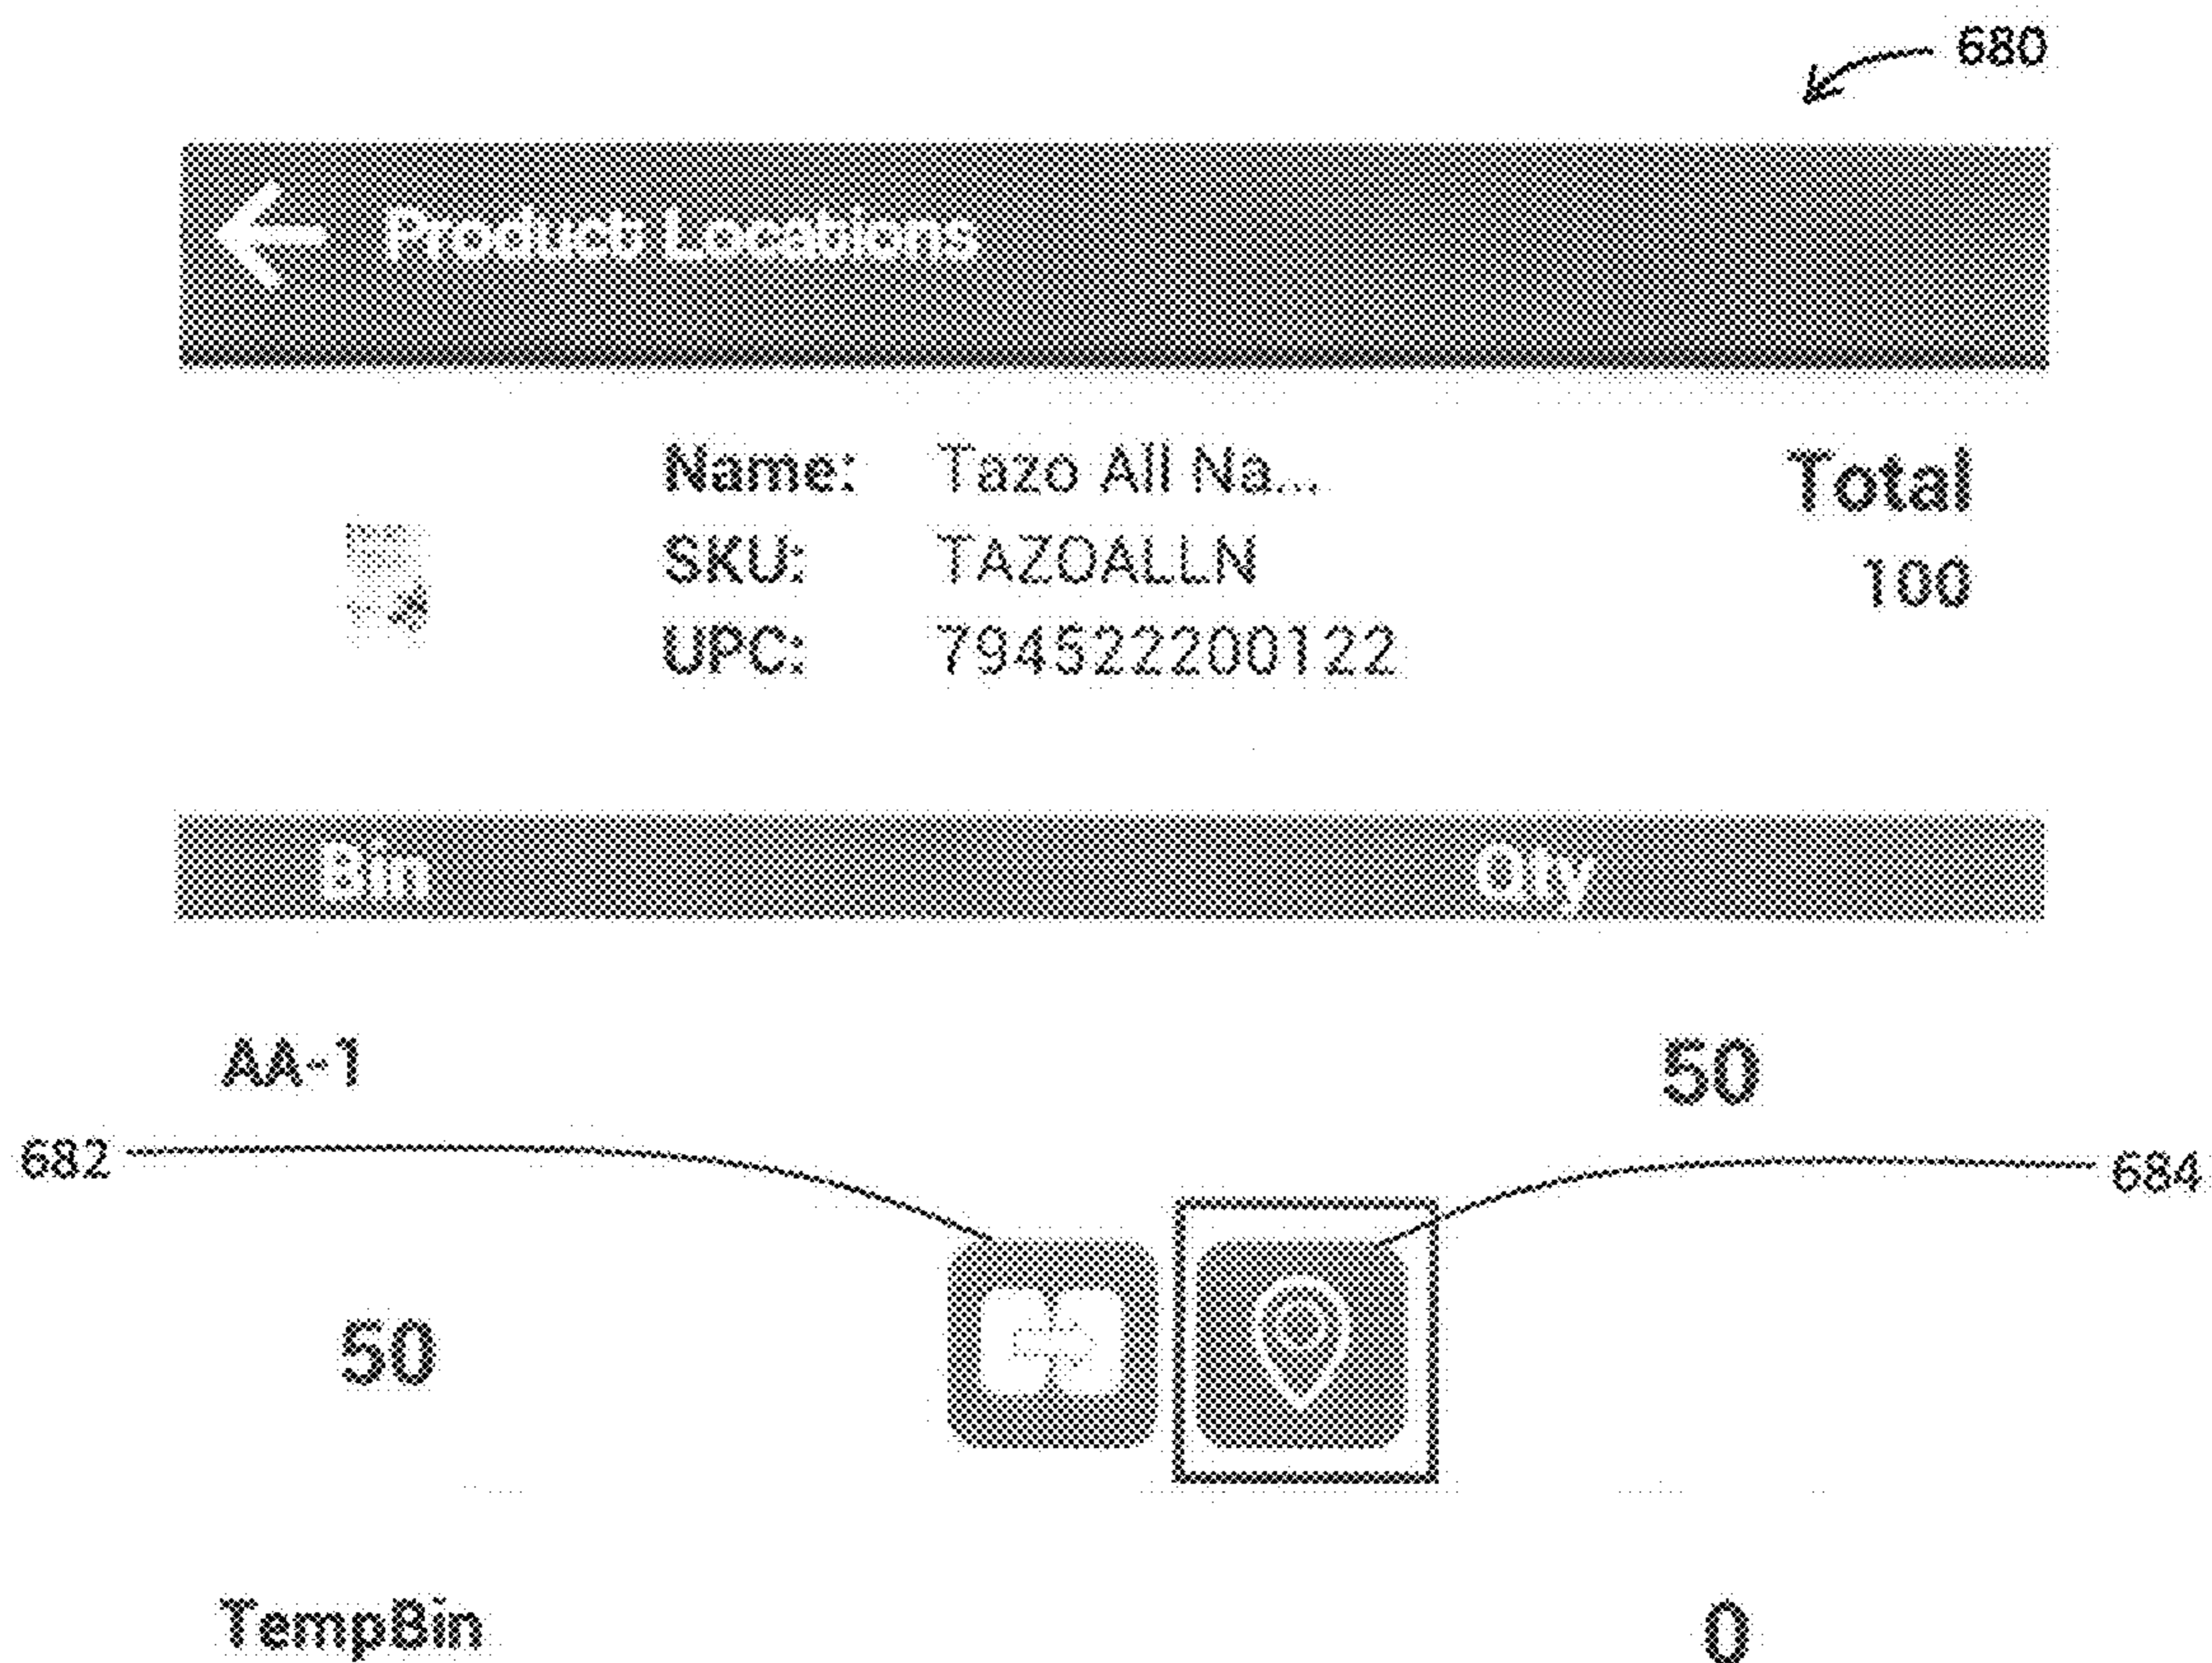 680
Product Locations
Name: Tazo All Na...
Total
SKU: TAZOALLN
100
UPC: 794522200122
Bin Qty
AA-1 50
682
684
50
TempBin 0